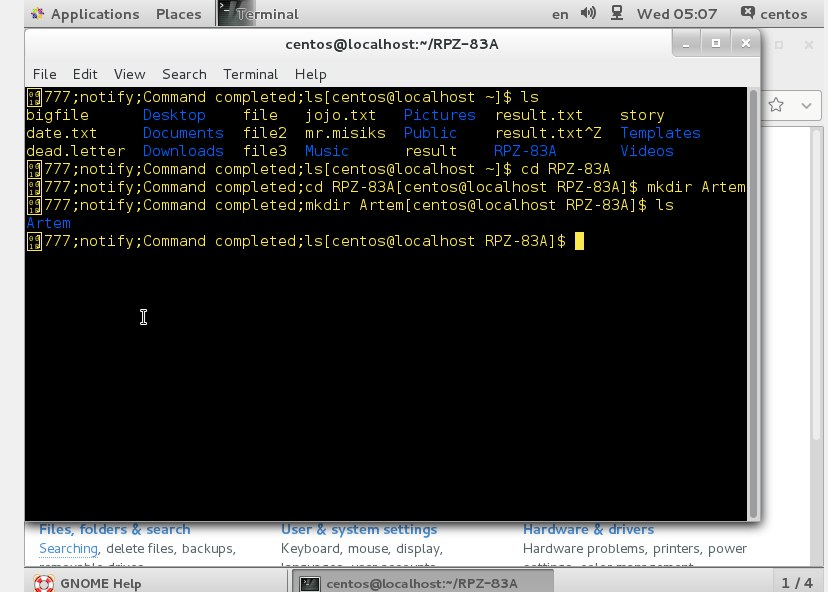 Applications Places Terminal en Wed 05:07 centos
centos@localhost:~/RPZ-83A
File Edit View Search Terminal Help
777;notify;Command completed;ls[centos@localhost ~]$ ls
bigfile Desktop file jojo.txt Pictures result.txt story
date.txt Documents file2 mr.misiks Public result.txt^Z Templates
dead.letter Downloads file3 Music result RPZ-83A Videos
777;notify;Command completed;ls[centos@localhost ~]$ cd RPZ-83A
777;notify;Command completed;cd RPZ-83A[centos@localhost RPZ-83A]$ mkdir Artem
777;notify;Command completed;mkdir Artem[centos@localhost RPZ-83A]$ ls
Artem
777;notify;Command completed;ls[centos@localhost RPZ-83A]$
Files, folders & search User & system settings Hardware & drivers
Searching, delete files, backups, Keyboard, mouse, display, Hardware problems, printers, power
GNOME Help centos@localhost:~/RPZ-83A 1 / 4